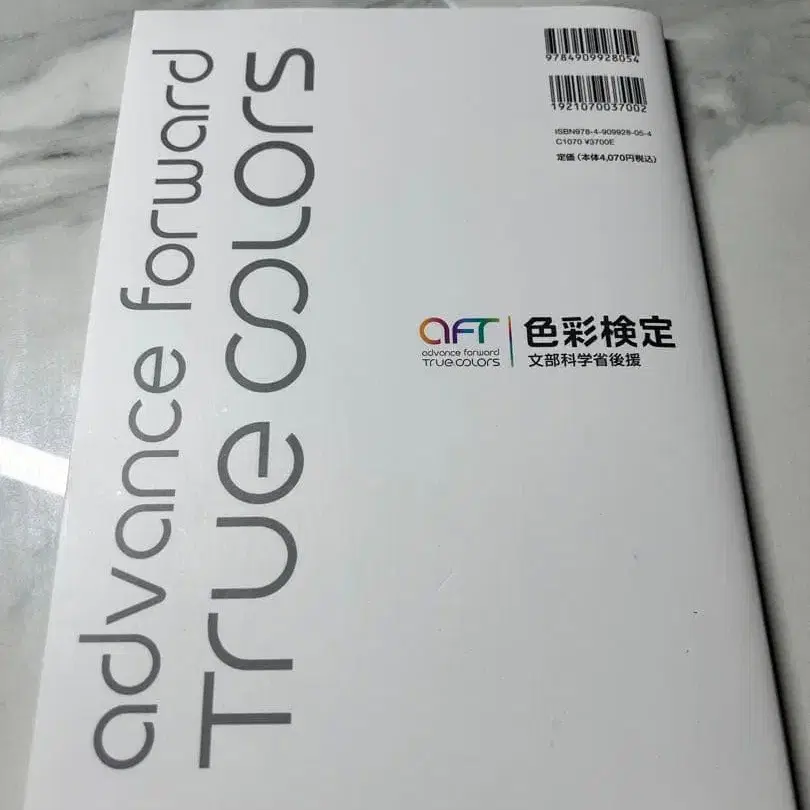 advance forward
True colors
9784909928054
1921070037002
ISBN978-4-909928-05-4
C1070 ¥3700E
定価(本体4,070円税込)
aFT
advance forward
True colors
色彩検定
文部科学省後援